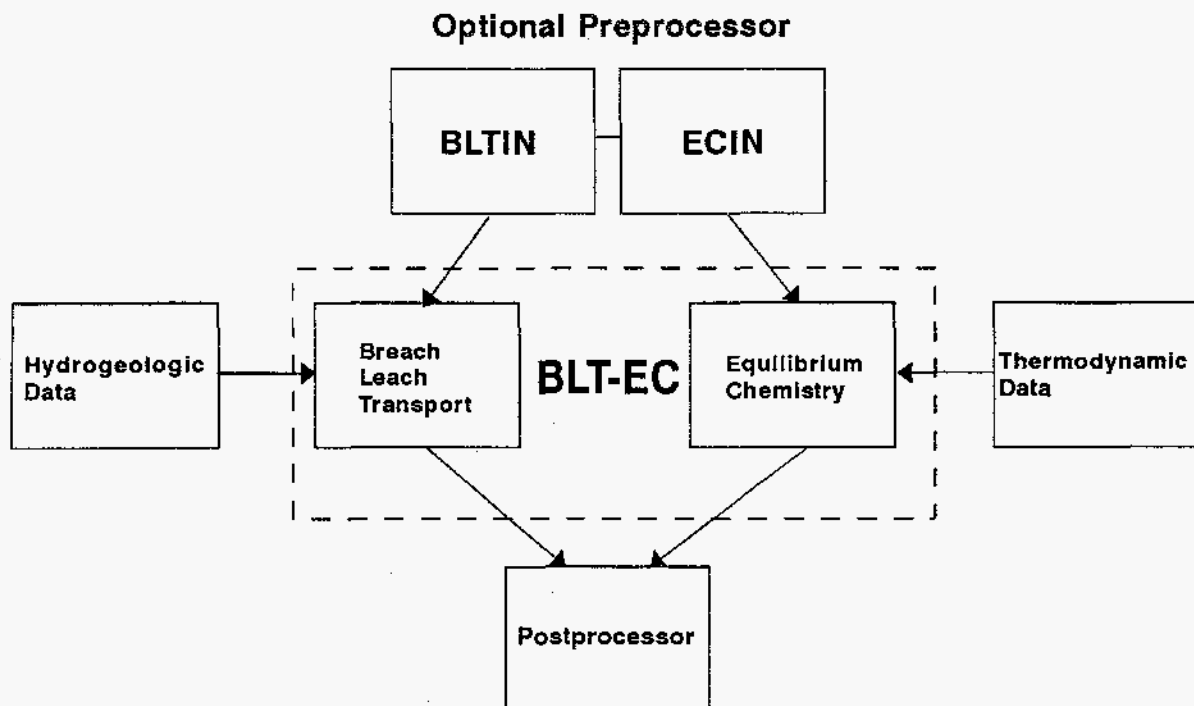 Optional Preprocessor
BLTIN
ECIN
Hydrogeologic
Data
Breach
Leach
Transport
BLT-EC
Equilibrium
Chemistry
Thermodynamic
Data
Postprocessor